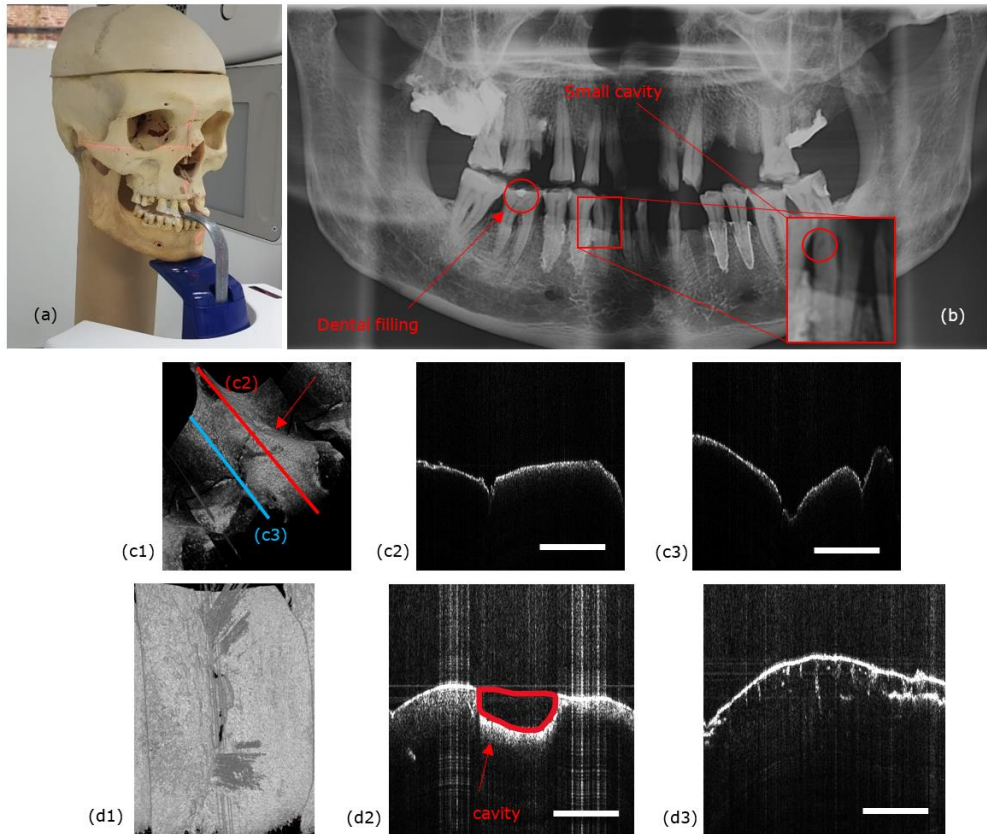 Small cavity
(a)
Dental filling
(b)
(c2)
(c3)
(c1)
(c2)
(c3)
cavity
(d1)
(d2)
(d3)